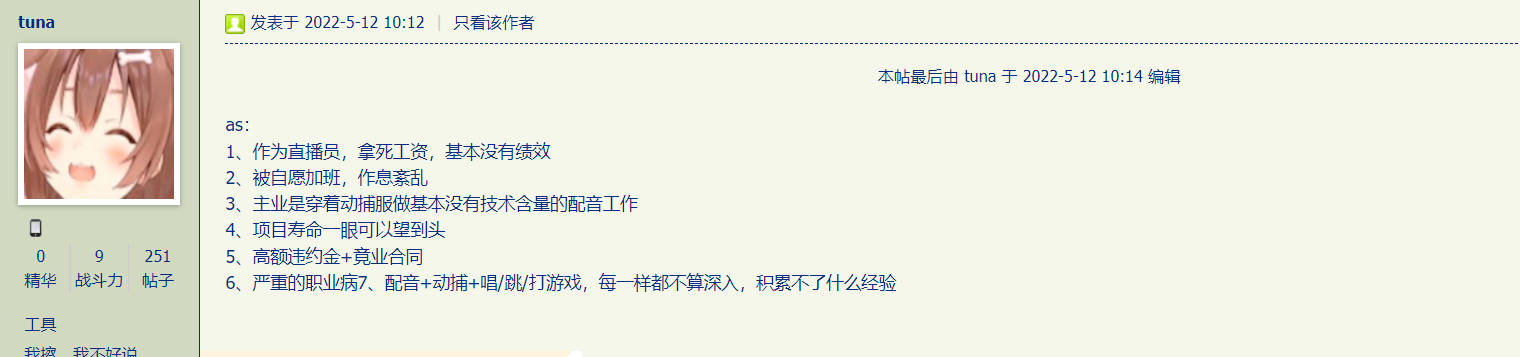 tuna
发表于 2022-5-12 10:12 | 只看该作者
本帖最后由 tuna 于 2022-5-12 10:14 编辑
as：
1、作为直播员，拿死工资，基本没有绩效
2、被自愿加班，作息紊乱
3、主业是穿着动捕服做基本没有技术含量的配音工作
4、项目寿命一眼可以望到头
5、高额违约金+竟业合同
6、严重的职业病7、配音+动捕+唱/跳/打游戏，每一样都不算深入，积累不了什么经验
0 9 251
精华 战斗力 帖子
工具
我擦 我不好说